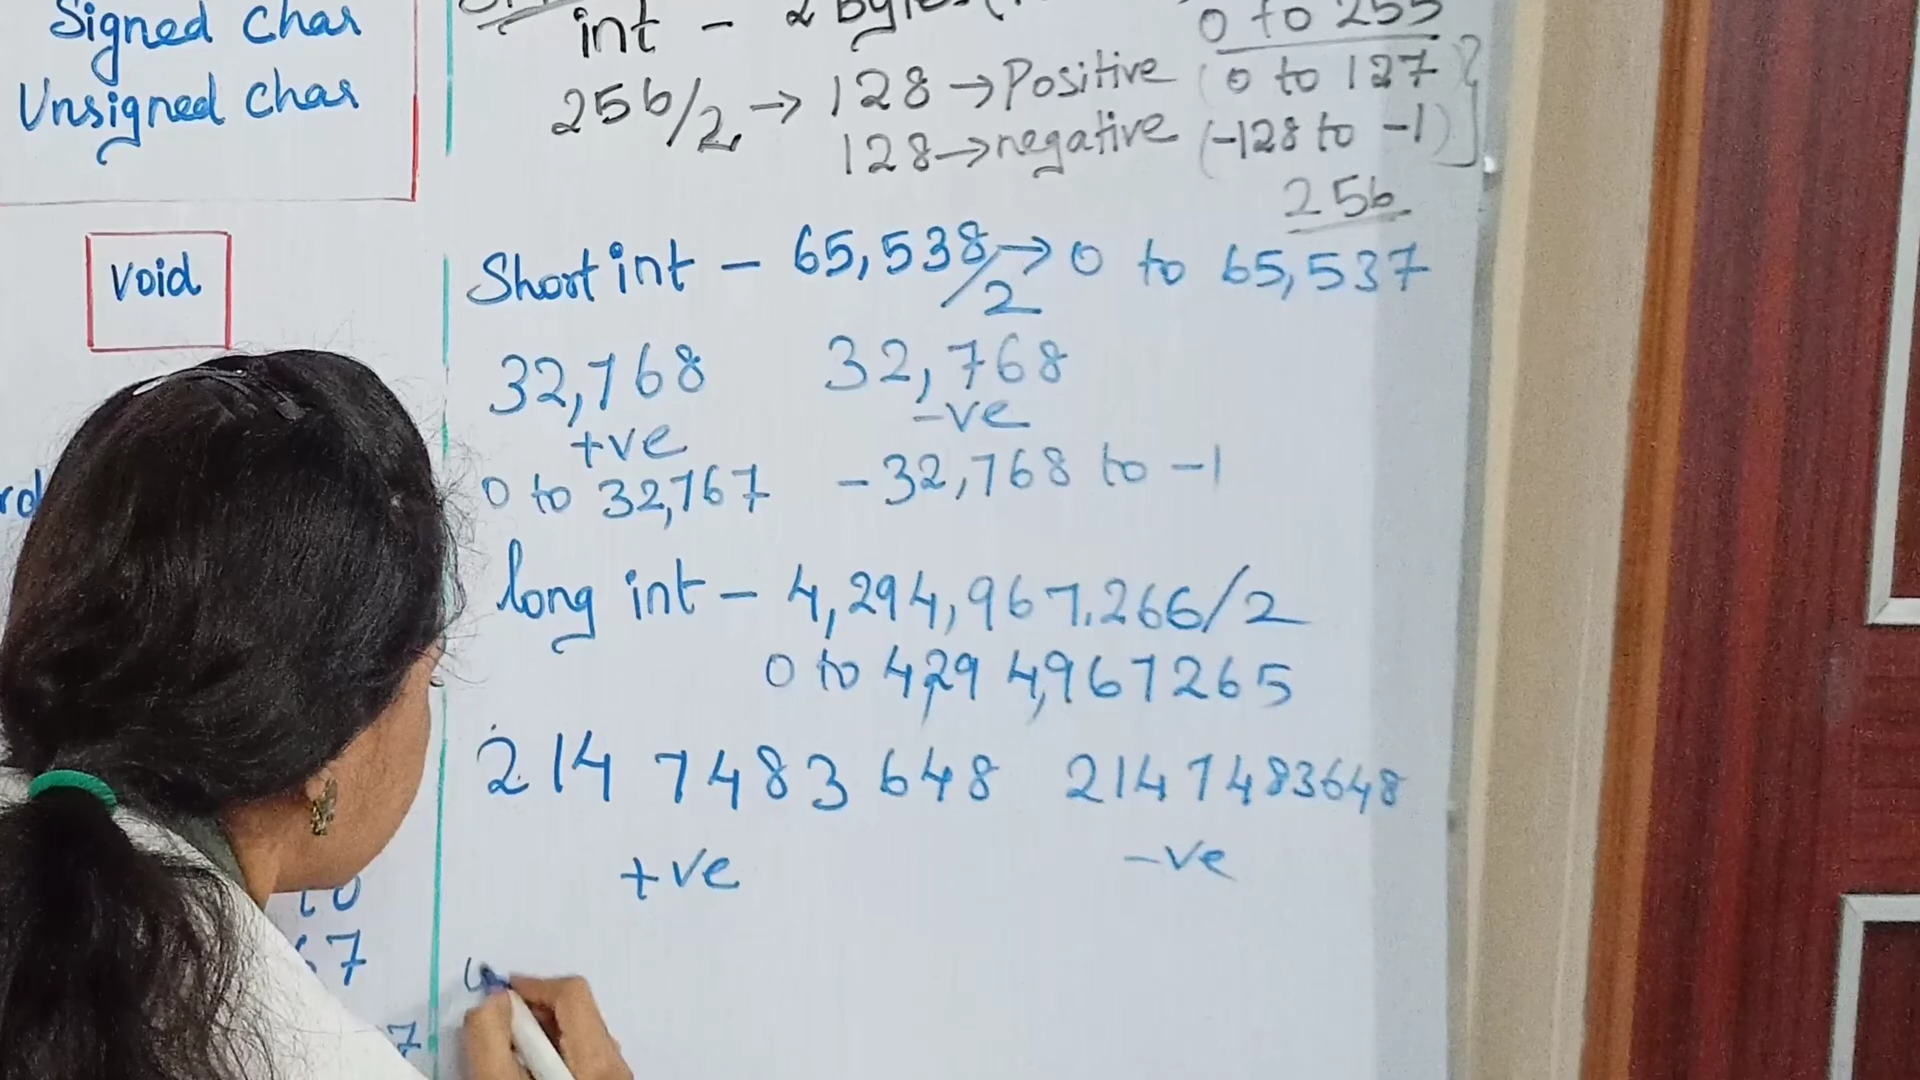 Signed Char
Unsigned Char
Void
int - 2 Bytes
0 to 255
256/2 → 128 → Positive (0 to 127)
128 → negative (-128 to -1)
256
Short int - 65,538/2 → 0 to 65,537
32,768 32,768
+ve -ve
0 to 32,767 -32,768 to -1
long int - 4,294,967,266/2
0 to 4,294,967265
214 7483 648 2147483648
+ve -ve
7
7